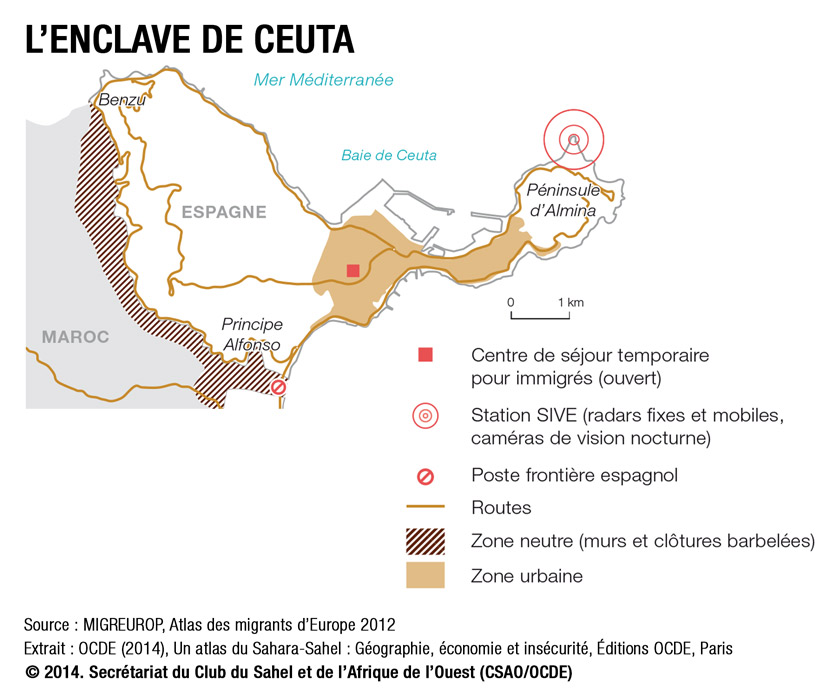 L’ENCLAVE DE CEUTA
Mer Méditerranée
Benzu
Baie de Ceuta
Péninsule
d’Almina
ESPAGNE
0 1 km
Principe
Alfonso
MAROC
Centre de séjour temporaire
pour immigrés (ouvert)
Station SIVE (radars fixes et mobiles,
caméras de vision nocturne)
Poste frontière espagnol
Routes
Zone neutre (murs et clôtures barbelées)
Zone urbaine
Source : MIGREUROP, Atlas des migrants d’Europe 2012
Extrait : OCDE (2014), Un atlas du Sahara-Sahel : Géographie, économie et insécurité, Éditions OCDE, Paris
© 2014. Secrétariat du Club du Sahel et de l’Afrique de l’Ouest (CSAO/OCDE)